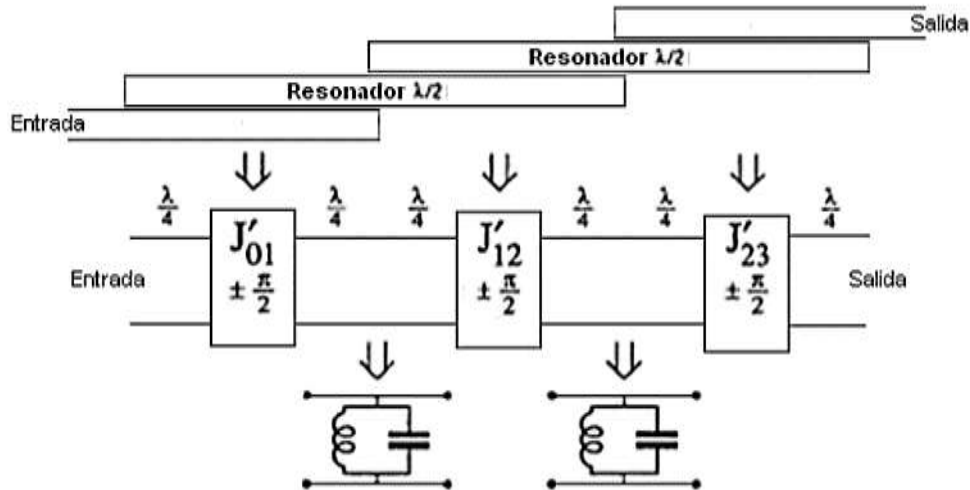 Salida
Resonador λ/2
Resonador λ/2
Entrada
λ/4 λ/4 λ/4 λ/4 λ/4 λ/4
J′01 J′12 J′23
Entrada ± π/2 ± π/2 ± π/2 Salida